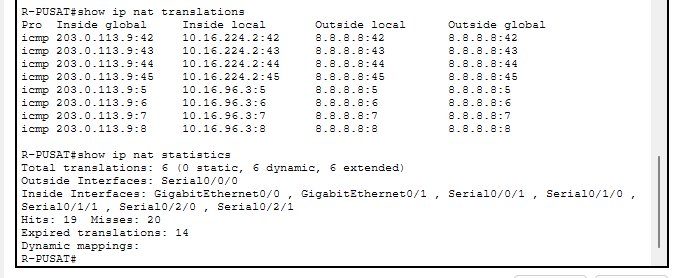 R-PUSAT#show ip nat translations
Pro  Inside global     Inside local       Outside local      Outside global
icmp 203.0.113.9:42    10.16.224.2:42     8.8.8.8:42         8.8.8.8:42
icmp 203.0.113.9:43    10.16.224.2:43     8.8.8.8:43         8.8.8.8:43
icmp 203.0.113.9:44    10.16.224.2:44     8.8.8.8:44         8.8.8.8:44
icmp 203.0.113.9:45    10.16.224.2:45     8.8.8.8:45         8.8.8.8:45
icmp 203.0.113.9:5     10.16.96.3:5       8.8.8.8:5          8.8.8.8:5
icmp 203.0.113.9:6     10.16.96.3:6       8.8.8.8:6          8.8.8.8:6
icmp 203.0.113.9:7     10.16.96.3:7       8.8.8.8:7          8.8.8.8:7
icmp 203.0.113.9:8     10.16.96.3:8       8.8.8.8:8          8.8.8.8:8
R-PUSAT#show ip nat statistics
Total translations: 6 (0 static, 6 dynamic, 6 extended)
Outside Interfaces: Serial0/0/0
Inside Interfaces: GigabitEthernet0/0 , GigabitEthernet0/1 , Serial0/0/1 , Serial0/1/0 ,
Serial0/1/1 , Serial0/2/0 , Serial0/2/1
Hits: 19  Misses: 20
Expired translations: 14
Dynamic mappings:
R-PUSAT#